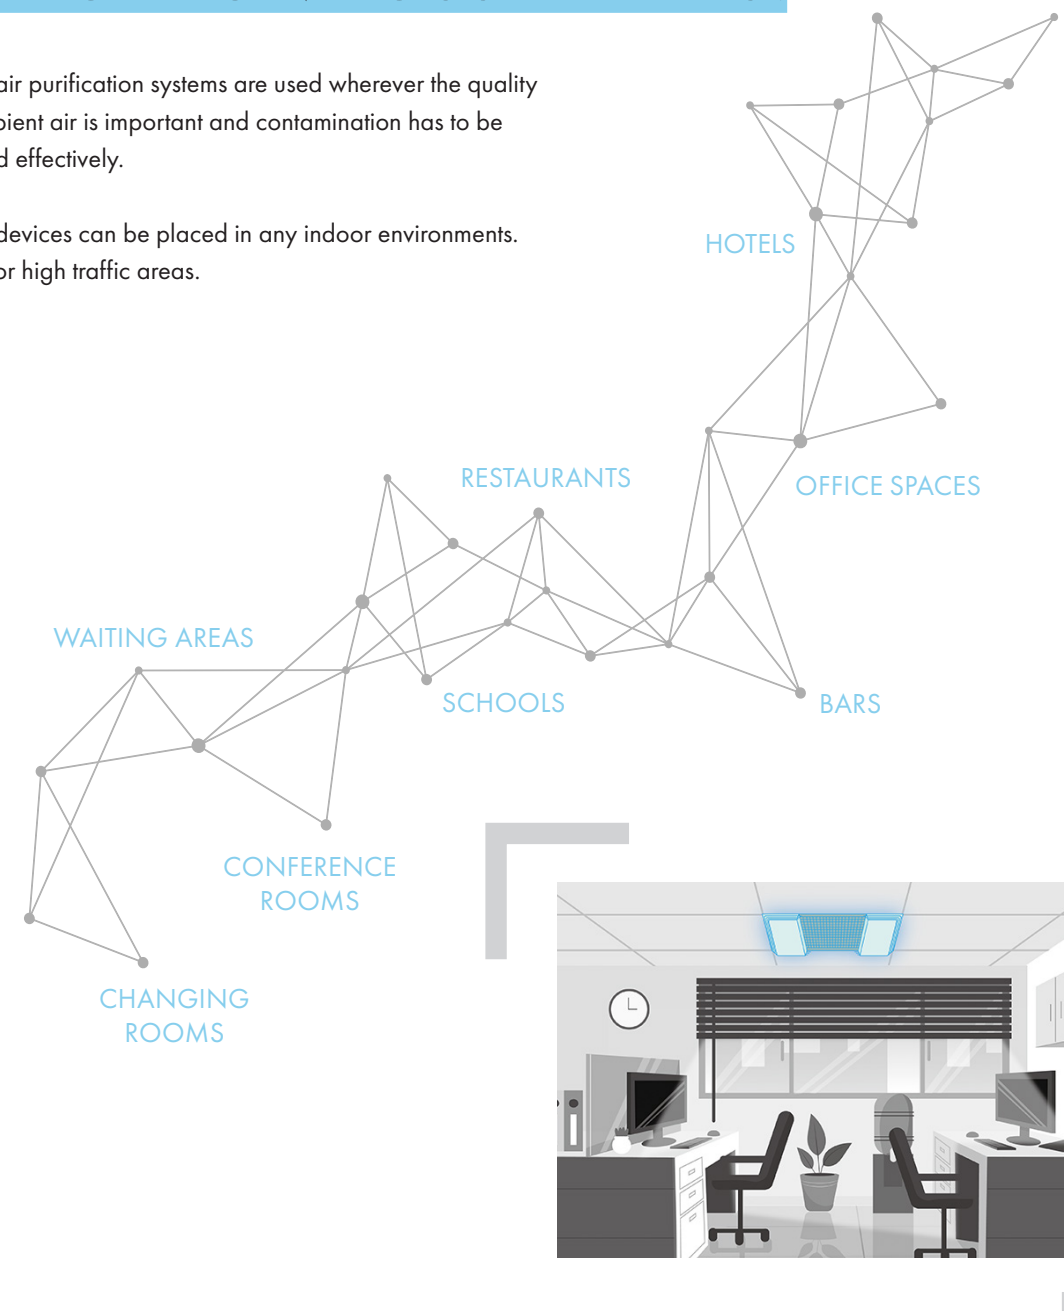 air purification systems are used wherever the quality
air is important and contamination has to be
effectively.
devices can be placed in any indoor environments.
or high traffic areas.
HOTELS
RESTAURANTS
OFFICE SPACES
WAITING AREAS
SCHOOLS
BARS
CONFERENCE
ROOMS
CHANGING
ROOMS